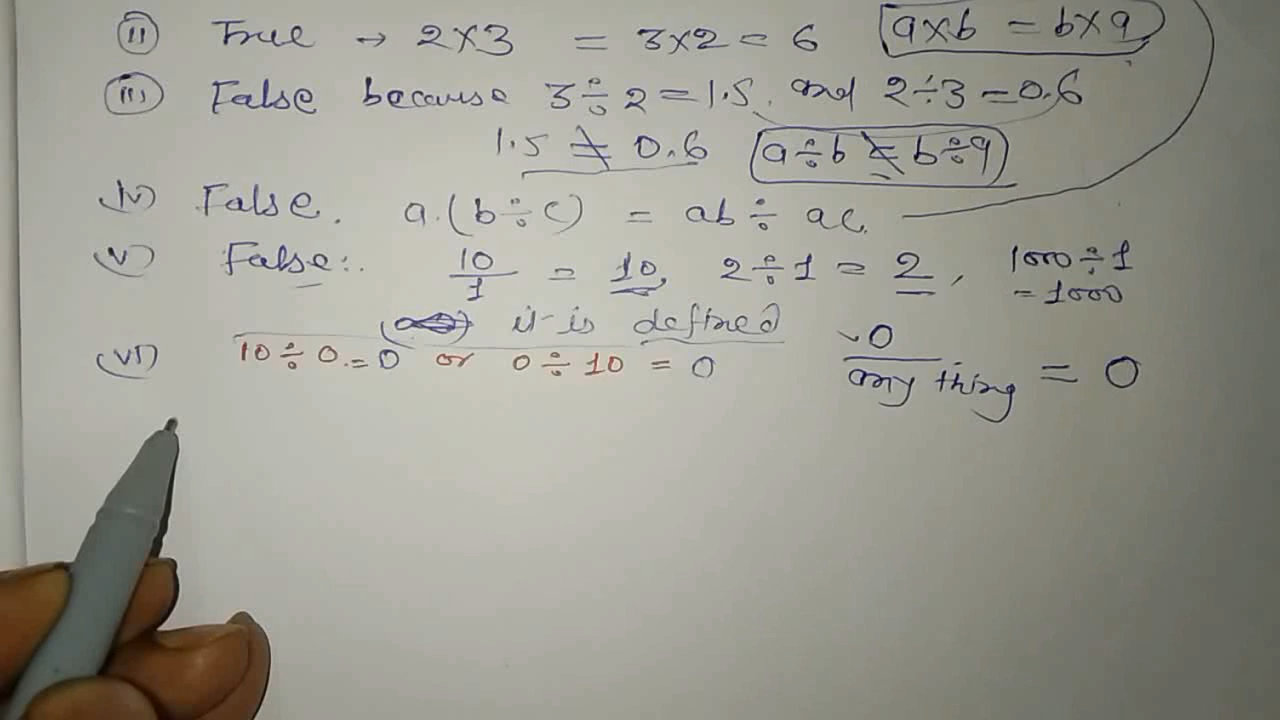 (ii) True → 2×3 = 3×2 = 6 a×b = b×a
(iii) False because 3÷2=1.5. and 2÷3=0.6
1.5 ≠ 0.6 a÷b ≠ b÷a
(iv) False. a.(b÷c) = ab ÷ ac.
(v) False:. 10/1 = 10, 2÷1 = 2, 1000÷1
= 1000
it is defined
(vi) 10÷0.=0 or 0÷10 = 0 0/any thing = 0